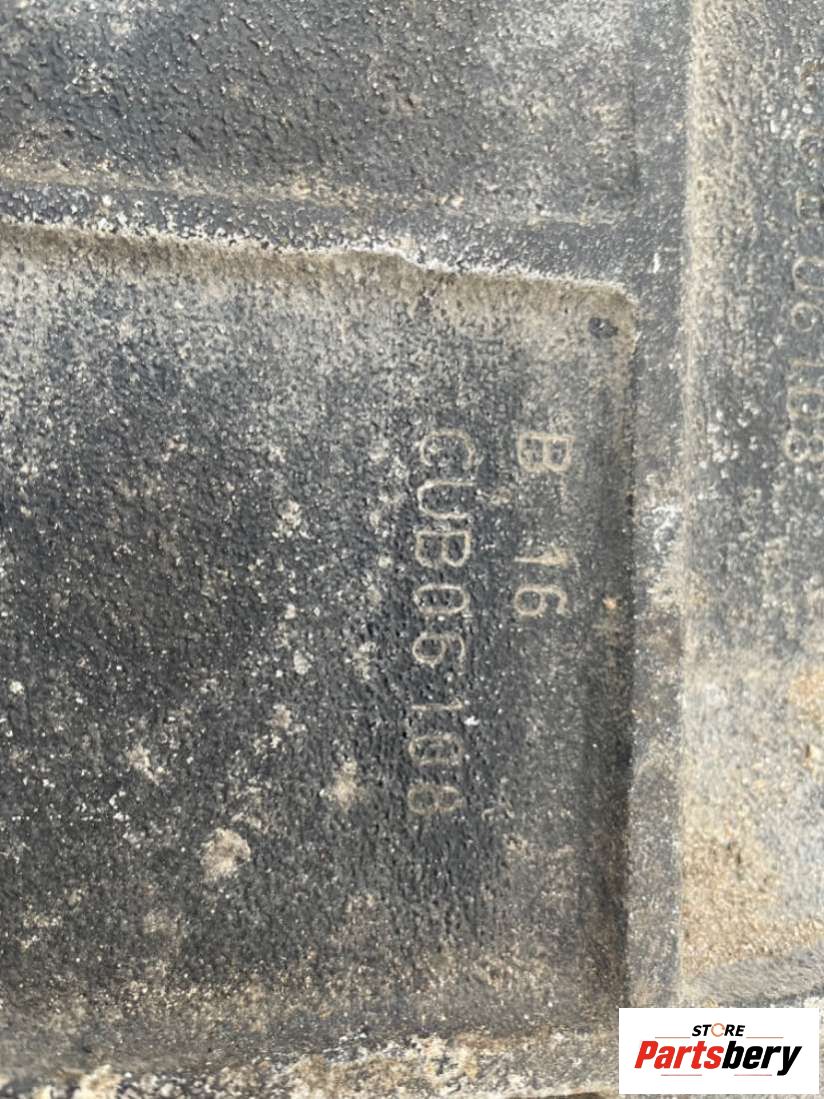 B 16
CUB06108
STORE
Partsbery